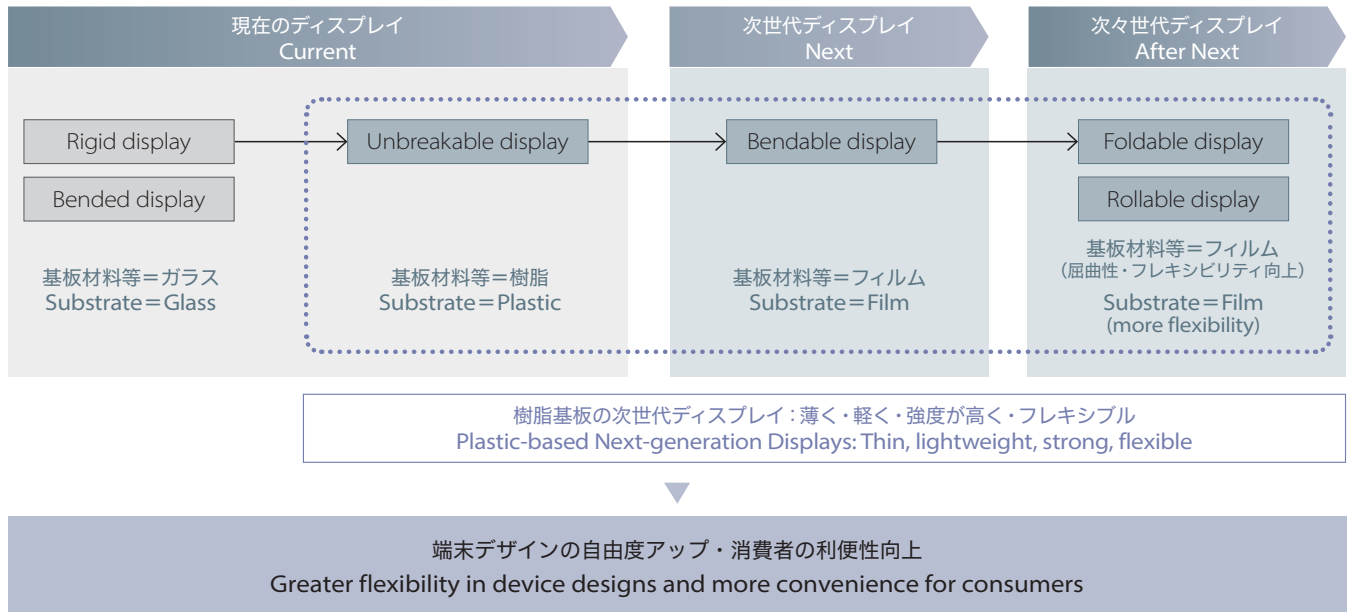 現在のディスプレイ
Current
次世代ディスプレイ
Next
次々世代ディスプレイ
After Next
Rigid display
Unbreakable display
Bendable display
Foldable display
Bended display
Rollable display
基板材料等＝ガラス
Substrate＝Glass
基板材料等＝樹脂
Substrate＝Plastic
基板材料等＝フィルム
Substrate＝Film
基板材料等＝フィルム
（屈曲性・フレキシビリティ向上）
Substrate＝Film
(more flexibility)
樹脂基板の次世代ディスプレイ：薄く・軽く・強度が高く・フレキシブル
Plastic-based Next-generation Displays: Thin, lightweight, strong, flexible
端末デザインの自由度アップ・消費者の利便性向上
Greater flexibility in device designs and more convenience for consumers